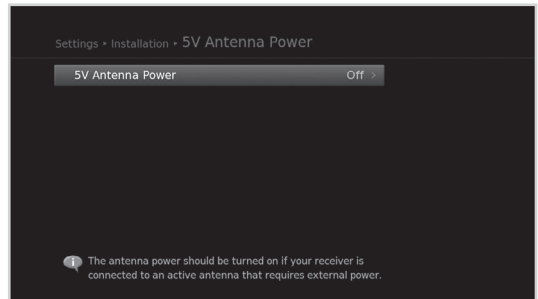 Settings ▸ Installation ▸ 5V Antenna Power
5V Antenna Power Off >
The antenna power should be turned on if your receiver is
connected to an active antenna that requires external power.